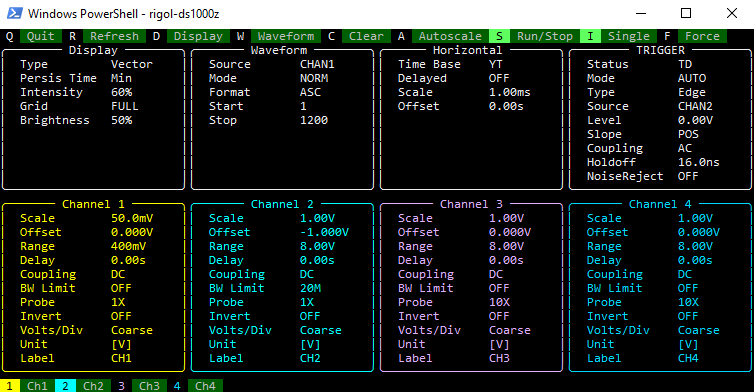 Windows PowerShell - rigol-ds1000z
Q Quit R Refresh D Display W Waveform C Clear A Autoscale S Run/Stop I Single F Force
Display Waveform Horizontal TRIGGER
Type Vector Source CHAN1 Time Base YT Status TD
Persis Time Min Mode NORM Delayed OFF Mode AUTO
Intensity 60% Format ASC Scale 1.00ms Type Edge
Grid FULL Start 1 Offset 0.00s Source CHAN2
Brightness 50% Stop 1200 Level 0.00V
Slope POS
Coupling AC
Holdoff 16.0ns
NoiseReject OFF
Channel 1 Channel 2 Channel 3 Channel 4
Scale 50.0mV Scale 1.00V Scale 1.00V Scale 1.00V
Offset 0.000V Offset -1.000V Offset 0.000V Offset 0.000V
Range 400mV Range 8.00V Range 8.00V Range 8.00V
Delay 0.00s Delay 0.00s Delay 0.00s Delay 0.00s
Coupling DC Coupling DC Coupling DC Coupling DC
BW Limit OFF BW Limit 20M BW Limit OFF BW Limit OFF
Probe 1X Probe 1X Probe 10X Probe 10X
Invert OFF Invert OFF Invert OFF Invert OFF
Volts/Div Coarse Volts/Div Coarse Volts/Div Coarse Volts/Div Coarse
Unit [V] Unit [V] Unit [V] Unit [V]
Label CH1 Label CH2 Label CH3 Label CH4
1 Ch1 2 Ch2 3 Ch3 4 Ch4